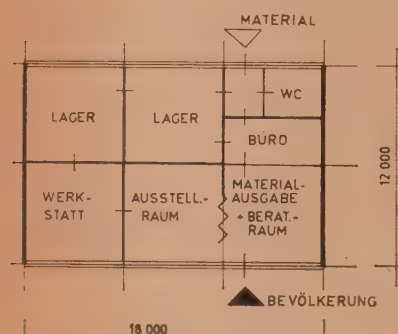 MATERIAL
LAGER
LAGER
WC
BÜRO
WERK-
STATT
AUSSTELL.-
RAUM
MATERIAL-
AUSGABE
+ BERAT.-
RAUM
12 000
BEVÖLKERUNG
18 000